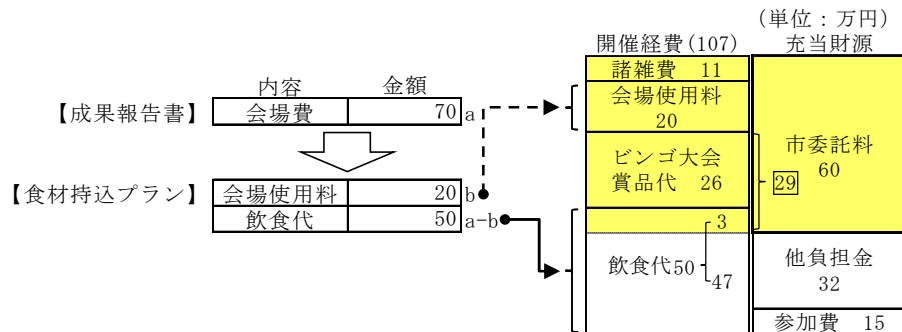 (単位:万円)
開催経費(107) 充当財源
内容 金額
【成果報告書】 会場費 70 a
【食材持込プラン】 会場使用料 20 b
飲食代 50 a-b
諸雑費 11
会場使用料
20
ビンゴ大会
賞品代 26
3
飲食代50
47
29
市委託料
60
他負担金
32
参加費 15